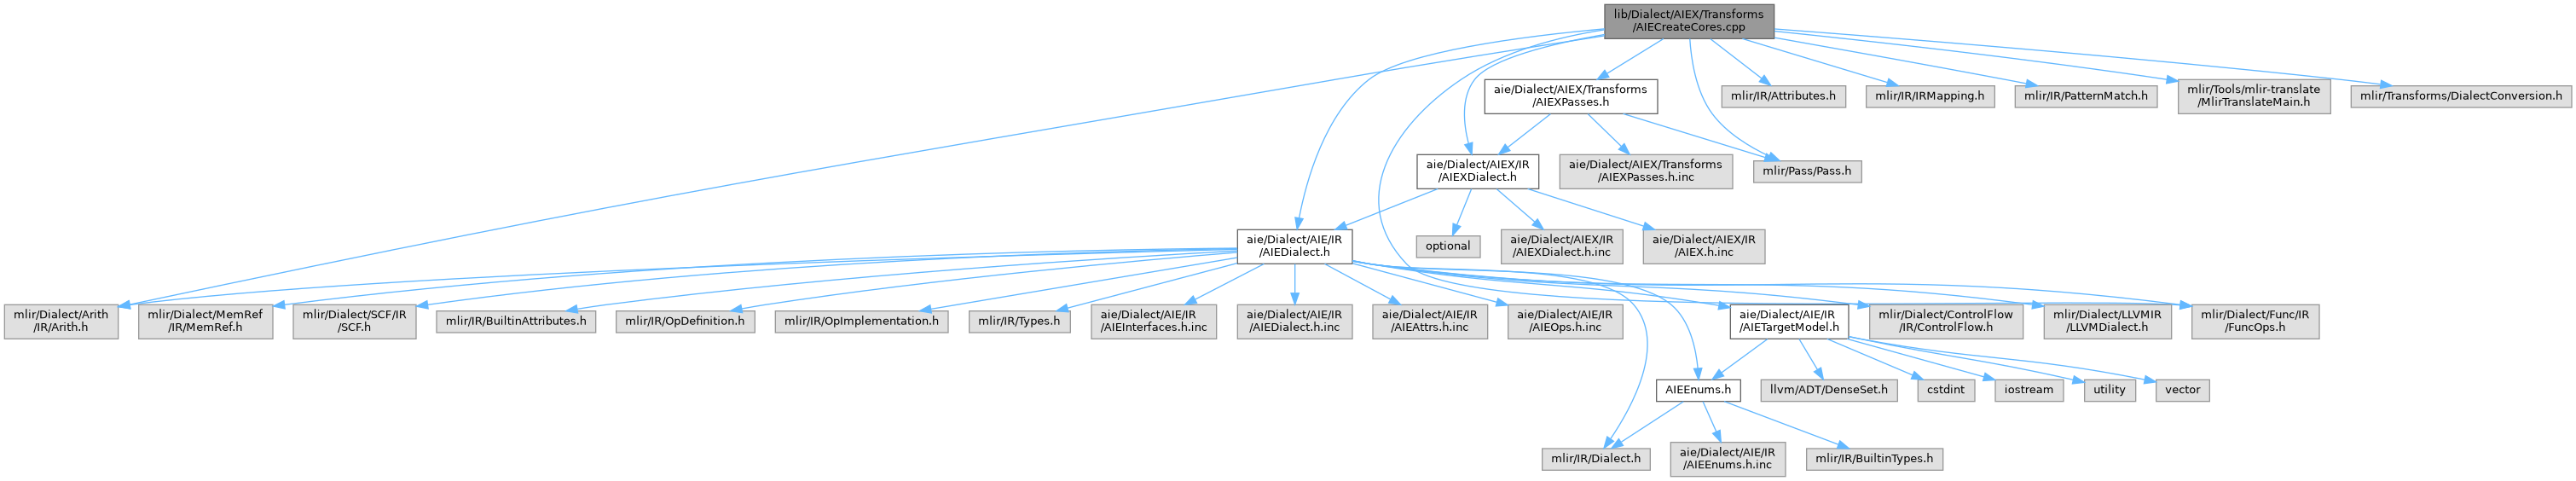 lib/Dialect/AIEX/Transforms
/AIECreateCores.cpp
aie/Dialect/AIEX/Transforms
/AIEXPasses.h
mlir/IR/Attributes.h
mlir/IR/IRMapping.h
mlir/IR/PatternMatch.h
mlir/Tools/mlir-translate
/MlirTranslateMain.h
mlir/Transforms/DialectConversion.h
aie/Dialect/AIEX/IR
/AIEXDialect.h
aie/Dialect/AIEX/Transforms
/AIEXPasses.h.inc
mlir/Pass/Pass.h
aie/Dialect/AIE/IR
/AIEDialect.h
optional
aie/Dialect/AIEX/IR
/AIEXDialect.h.inc
aie/Dialect/AIEX/IR
/AIEX.h.inc
mlir/Dialect/Arith
/IR/Arith.h
mlir/Dialect/MemRef
/IR/MemRef.h
mlir/Dialect/SCF/IR
/SCF.h
mlir/IR/BuiltinAttributes.h
mlir/IR/OpDefinition.h
mlir/IR/OpImplementation.h
mlir/IR/Types.h
aie/Dialect/AIE/IR
/AIEInterfaces.h.inc
aie/Dialect/AIE/IR
/AIEDialect.h.inc
aie/Dialect/AIE/IR
/AIEAttrs.h.inc
aie/Dialect/AIE/IR
/AIEOps.h.inc
aie/Dialect/AIE/IR
/AIETargetModel.h
mlir/Dialect/ControlFlow
/IR/ControlFlow.h
mlir/Dialect/LLVMIR
/LLVMDialect.h
mlir/Dialect/Func/IR
/FuncOps.h
AIEEnums.h
llvm/ADT/DenseSet.h
cstdint
iostream
utility
vector
mlir/IR/Dialect.h
aie/Dialect/AIE/IR
/AIEEnums.h.inc
mlir/IR/BuiltinTypes.h